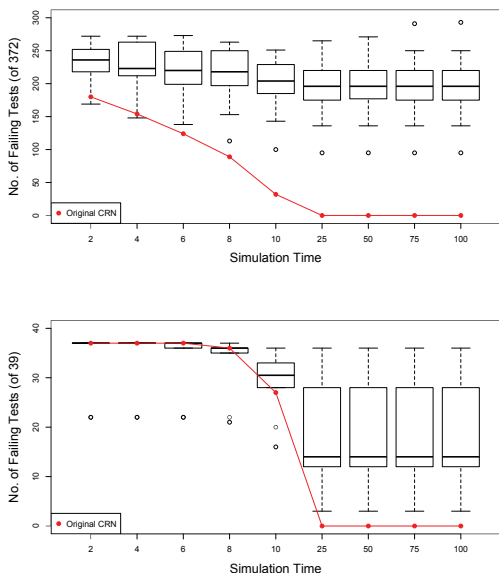 No. of Failing Tests (of 372)
300
250
200
150
100
50
0
Original CRN
2 4 6 8 10 25 50 75 100
Simulation Time
No. of Failing Tests (of 39)
40
30
20
10
0
Original CRN
2 4 6 8 10 25 50 75 100
Simulation Time